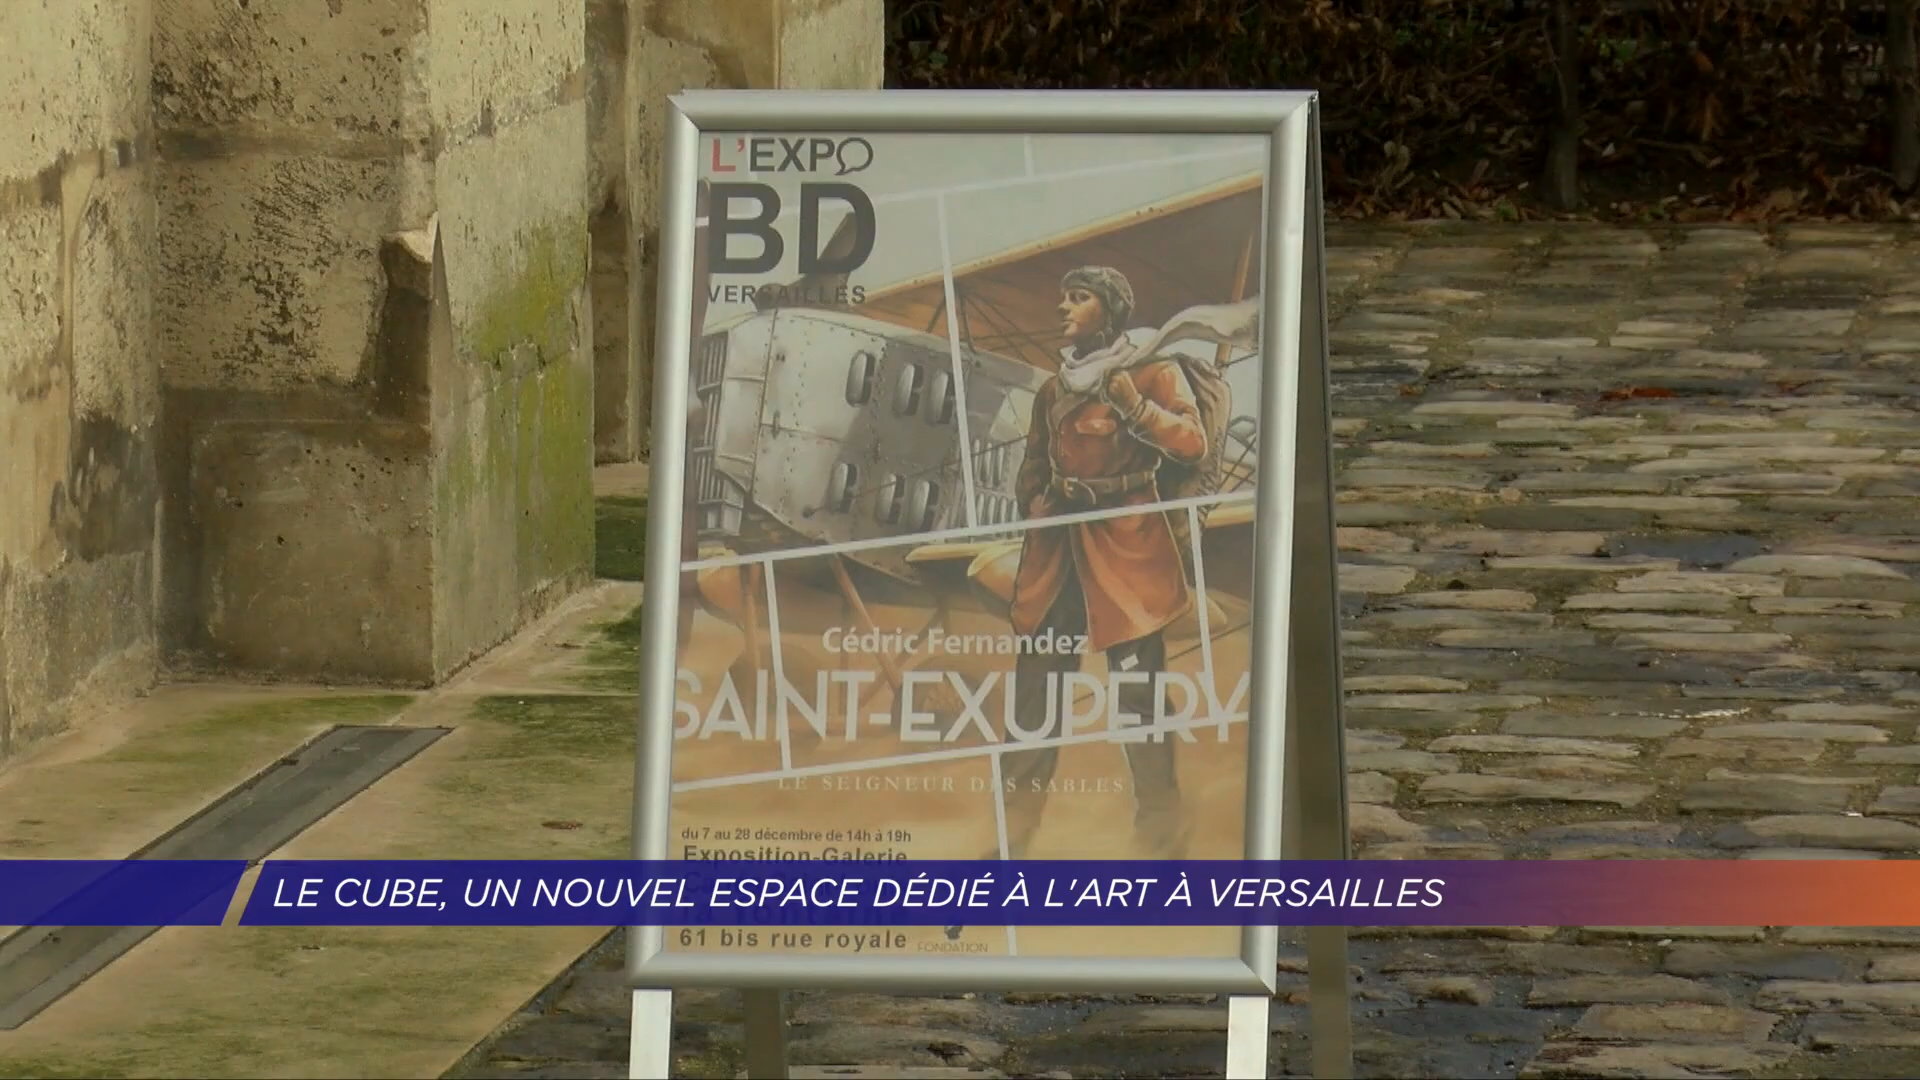 L'EXPO
BD
VERSAILLES
Cédric Fernandez
SAINT-EXUPÉRY
LE SEIGNEUR DES SABLES
du 7 au 28 décembre de 14h à 19h
Exposition-Galerie
LE CUBE, UN NOUVEL ESPACE DÉDIÉ À L'ART À VERSAILLES
61 bis rue royale
FONDATION